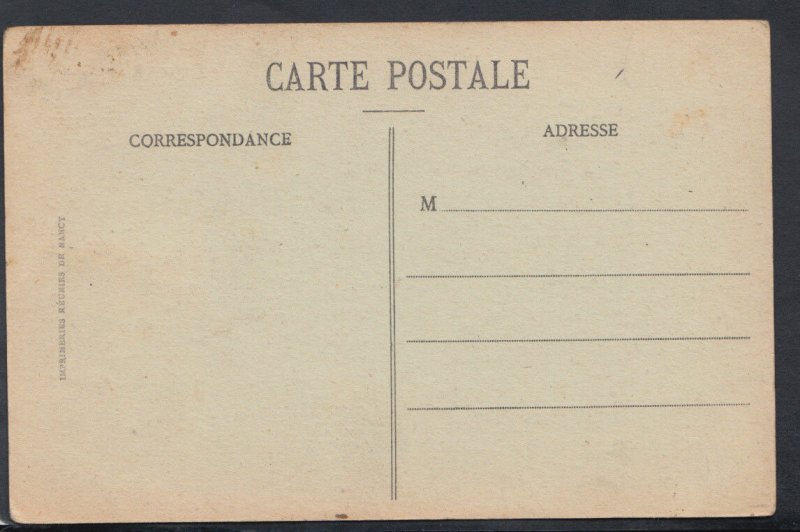 CARTE POSTALE
CORRESPONDANCE
ADRESSE
M
IMPRIMERIES RÉUNIES DE NANCY